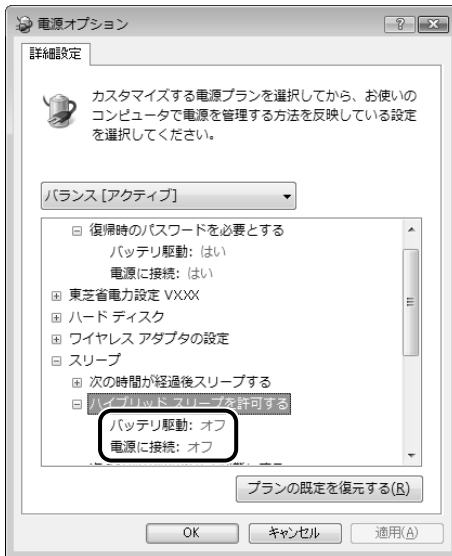 電源オプション
詳細設定
カスタマイズする電源プランを選択してから、お使いの
コンピュータで電源を管理する方法を反映している設定
を選択してください。
バランス [アクティブ]
復帰時のパスワードを必要とする
バッテリ駆動: はい
電源に接続: はい
東芝省電力設定 VXXX
ハード ディスク
ワイヤレス アダプタの設定
スリープ
次の時間が経過後スリープする
ハイブリッド スリープを許可する
バッテリ駆動: オフ
電源に接続: オフ
プランの既定を復元する(R)
OK
キャンセル
適用(A)